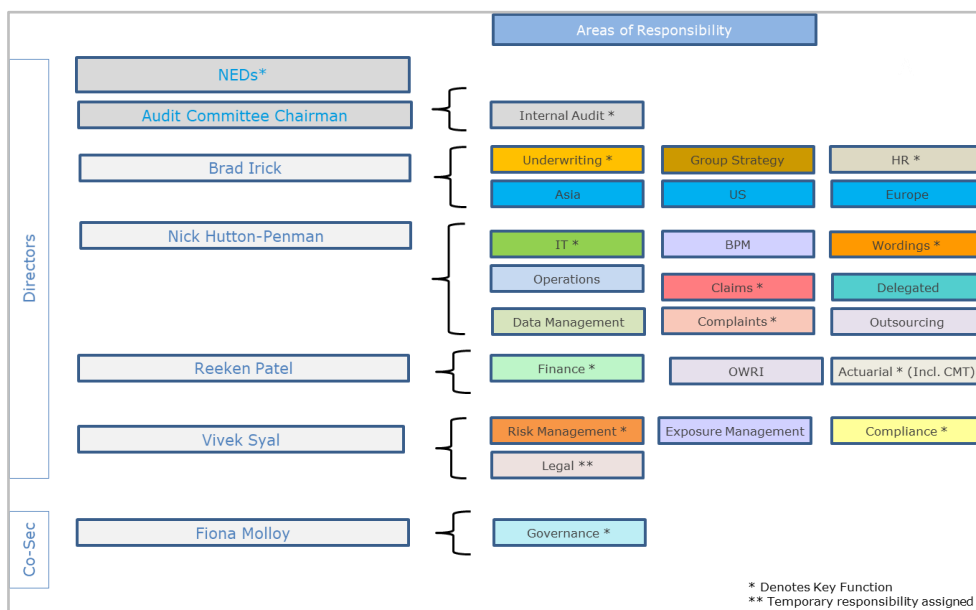 Areas of Responsibility
Directors
NEDs*
Audit Committee Chairman
Internal Audit *
Brad Irick
Underwriting *
Group Strategy
HR *
Asia
US
Europe
Nick Hutton-Penman
IT *
BPM
Wordings *
Operations
Claims *
Delegated
Data Management
Complaints *
Outsourcing
Reeken Patel
Finance *
OWRI
Actuarial * (Incl. CMT)
Vivek Syal
Risk Management *
Exposure Management
Compliance *
Legal **
Co-Sec
Fiona Molloy
Governance *
* Denotes Key Function
** Temporary responsibility assigned